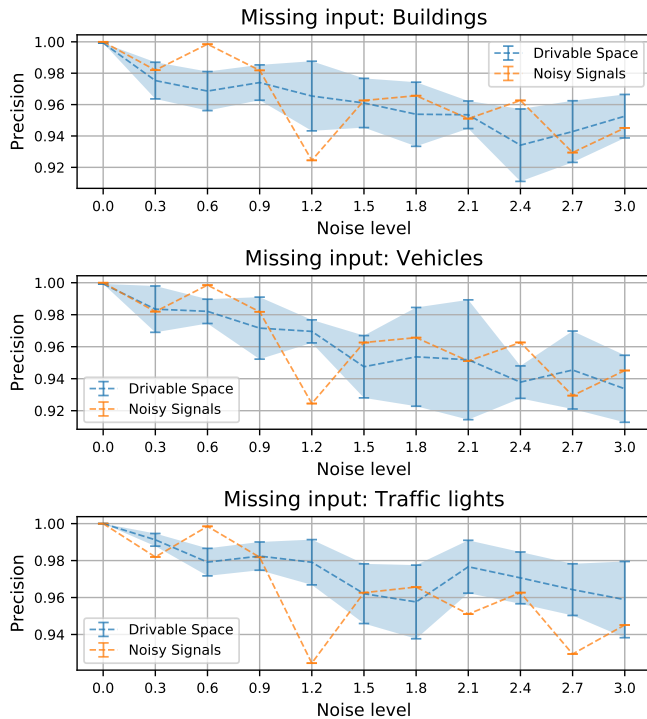 Missing input: Buildings
Precision
1.00
0.98
0.96
0.94
0.92
Drivable Space
Noisy Signals
0.0 0.3 0.6 0.9 1.2 1.5 1.8 2.1 2.4 2.7 3.0
Noise level
Missing input: Vehicles
Precision
1.00
0.98
0.96
0.94
0.92
Drivable Space
Noisy Signals
0.0 0.3 0.6 0.9 1.2 1.5 1.8 2.1 2.4 2.7 3.0
Noise level
Missing input: Traffic lights
Precision
1.00
0.98
0.96
0.94
Drivable Space
Noisy Signals
0.0 0.3 0.6 0.9 1.2 1.5 1.8 2.1 2.4 2.7 3.0
Noise level